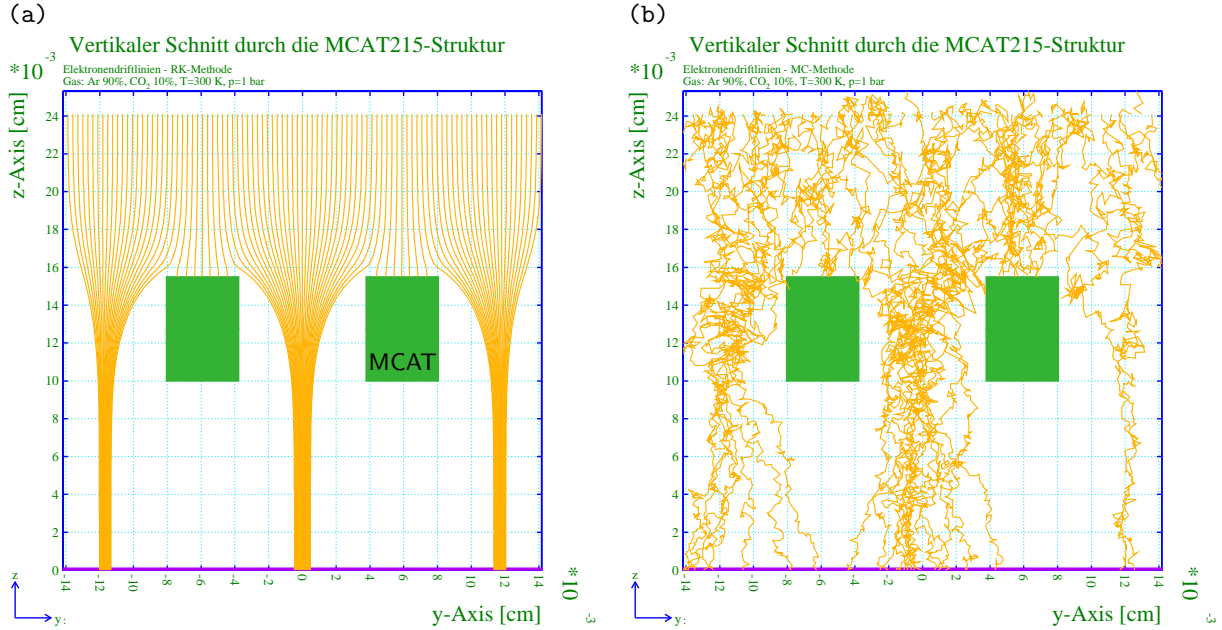 (a)
Vertikaler Schnitt durch die MCAT215-Struktur
*10 -3
Elektronendriftlinien - RK-Methode
Gas: Ar 90%, CO2 10%, T=300 K, p=1 bar
z-Axis [cm]
24
22
20
18
16
14
12
10
8
6
4
2
0
MCAT
-14 -12 -10 -8 -6 -4 -2 0 2 4 6 8 10 12 14
*10 -3
y-Axis [cm]
z
y:
(b)
Vertikaler Schnitt durch die MCAT215-Struktur
*10 -3
Elektronendriftlinien - MC-Methode
Gas: Ar 90%, CO2 10%, T=300 K, p=1 bar
z-Axis [cm]
24
22
20
18
16
14
12
10
8
6
4
2
0
-14 -12 -10 -8 -6 -4 -2 0 2 4 6 8 10 12 14
*10 -3
y-Axis [cm]
z
y: